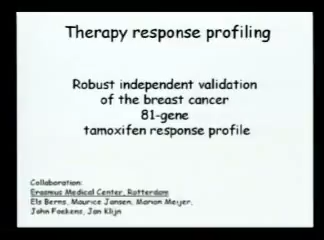 Therapy response profiling
Robust independent validation
of the breast cancer
81-gene
tamoxifen response profile
Collaboration:
Erasmus Medical Center, Rotterdam
Els Berns, Maurice Jansen, Marion Meijer,
John Foekens, Jan Klijn